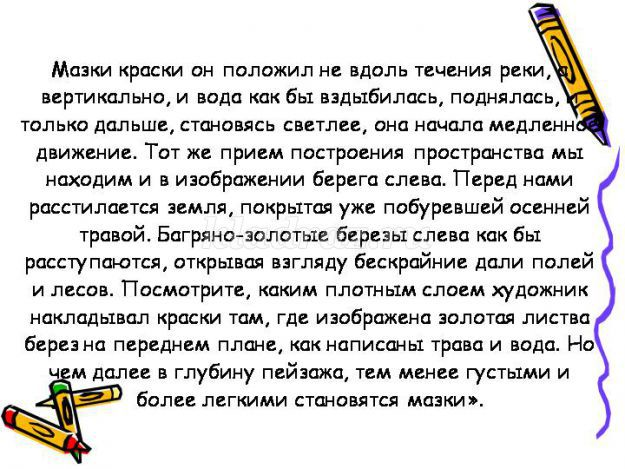 Мазки краски он положил не вдоль течения реки, а
вертикально, и вода как бы вздыбилась, поднялась, и
только дальше, становясь светлее, она начала медленное
движение. Тот же прием построения пространства мы
находим и в изображении берега слева. Перед нами
расстилается земля, покрытая уже побуревшей осенней
травой. Багряно-золотые березы слева как бы
расступаются, открывая взгляду бескрайние дали полей
и лесов. Посмотрите, каким плотным слоем художник
накладывал краски там, где изображена золотая листва
берез на переднем плане, как написаны трава и вода. Но
чем далее в глубину пейзажа, тем менее густыми и
более легкими становятся мазки».